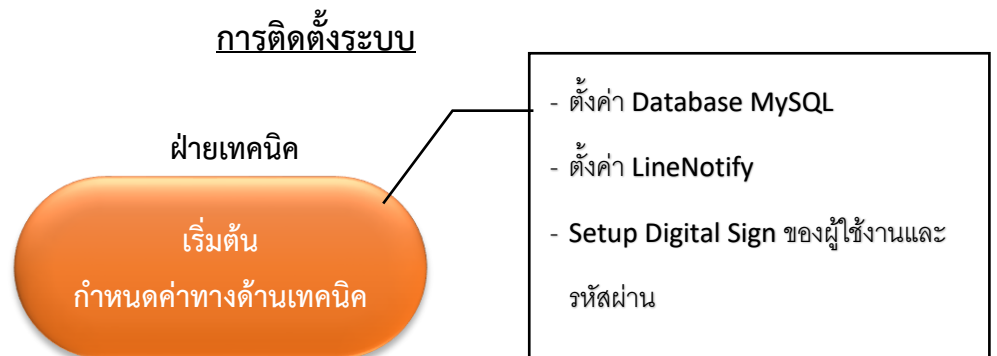 การติดตั้งระบบ
ฝ่ายเทคนิค
เริ่มต้น
กำหนดค่าทางด้านเทคนิค
- ตั้งค่า Database MySQL
- ตั้งค่า LineNotify
- Setup Digital Sign ของผู้ใช้งานและ
รหัสผ่าน